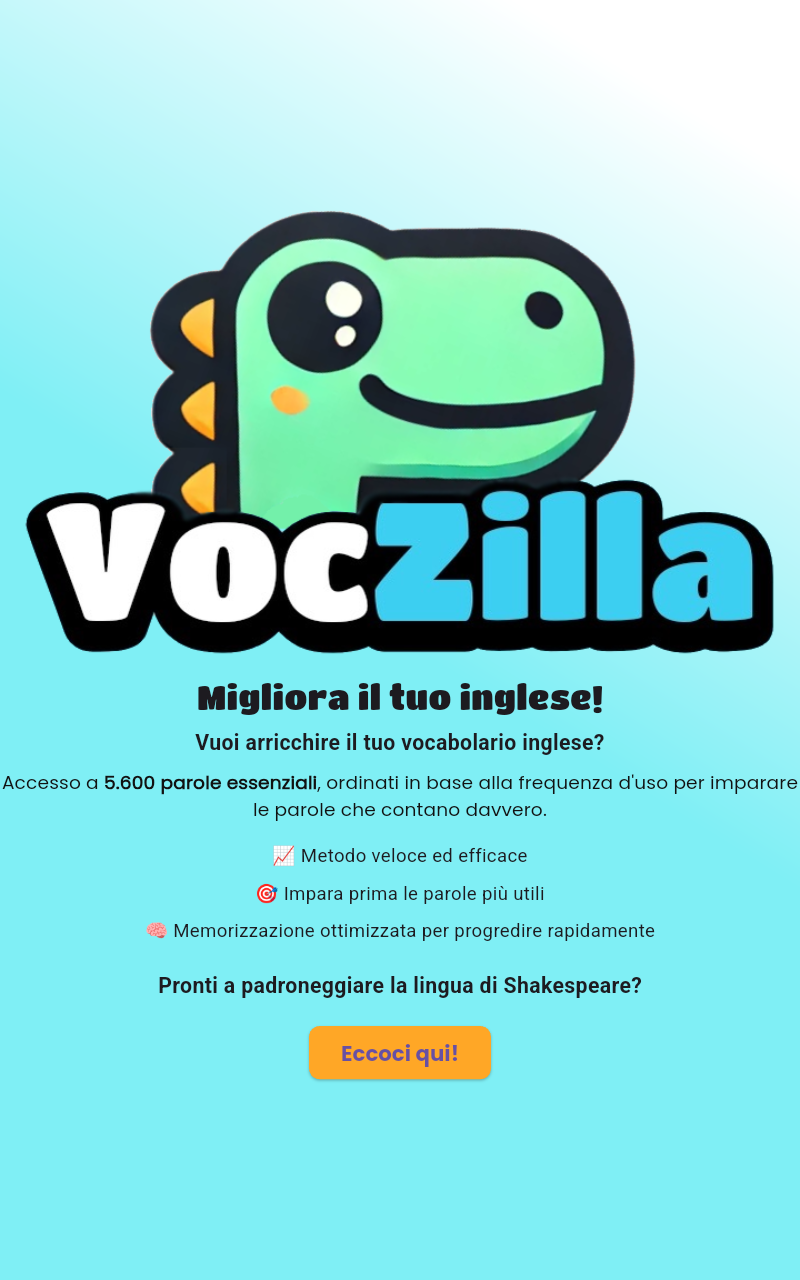 VocZilla
Migliora il tuo inglese!
Vuoi arricchire il tuo vocabolario inglese?
Accesso a 5.600 parole essenziali, ordinati in base alla frequenza d'uso per imparare
le parole che contano davvero.
📈 Metodo veloce ed efficace
🎯 Impara prima le parole più utili
🧠 Memorizzazione ottimizzata per progredire rapidamente
Pronti a padroneggiare la lingua di Shakespeare?
Eccoci qui!